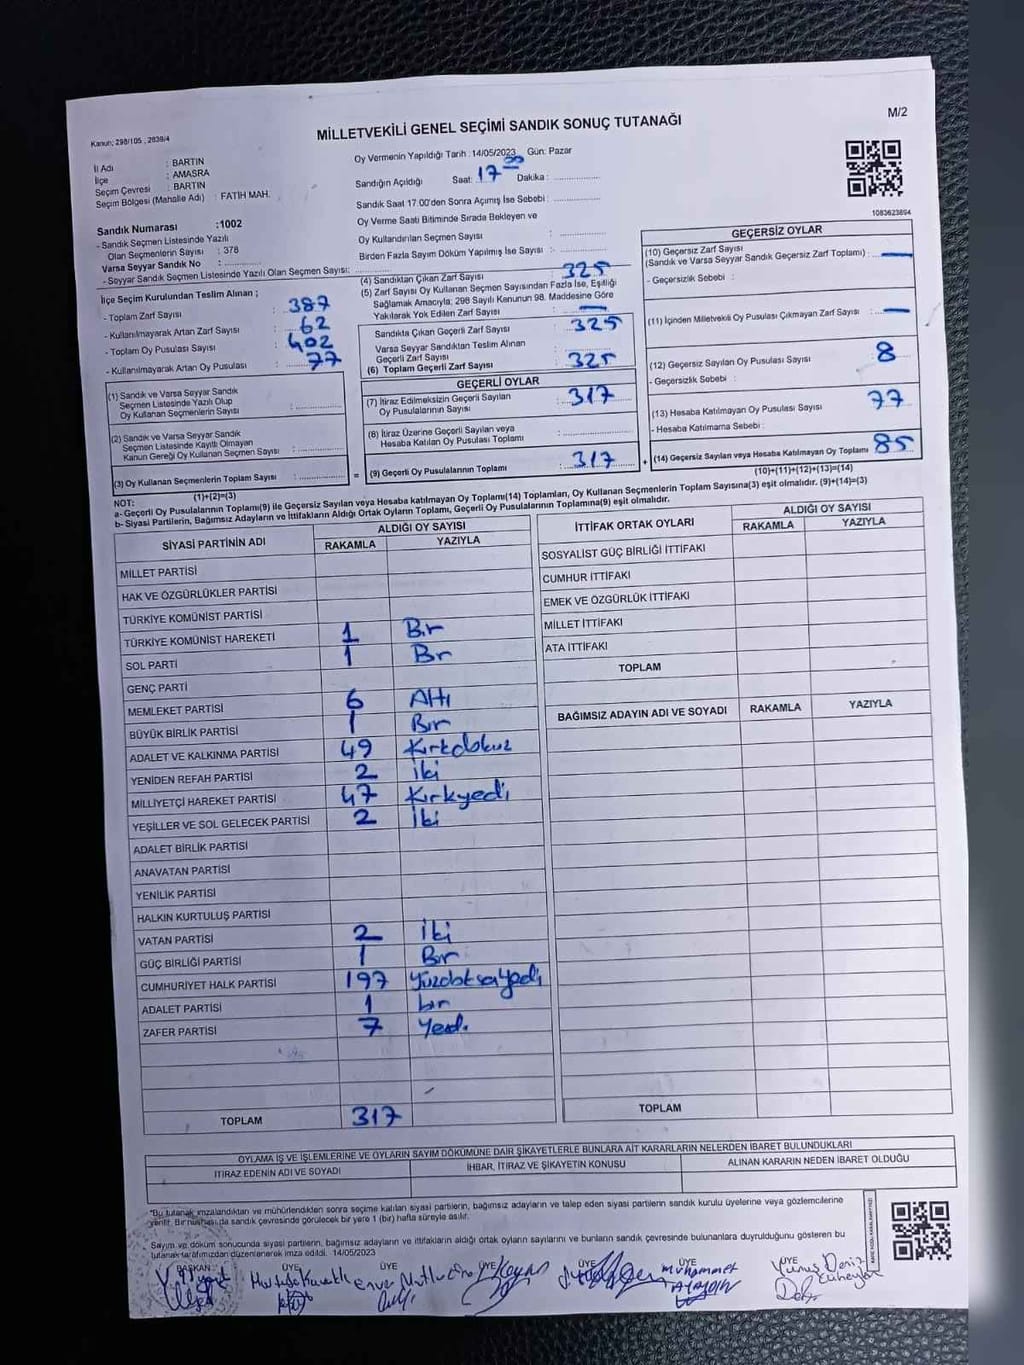 M/2
Kanun; 298/105 ; 2839/4
MİLLETVEKİLİ GENEL SEÇİMİ SANDIK SONUÇ TUTANAĞI
İl Adı : BARTIN
İlçe : AMASRA
Seçim Çevresi : BARTIN
Seçim Bölgesi (Mahalle Adı) : FATİH MAH.
Oy Vermenin Yapıldığı Tarih : 14/05/2023 Gün: Pazar
Sandığın Açıldığı Saat: 17 00 Dakika :
Sandık Saat 17.00'den Sonra Açımış İse Sebebi :
Oy Verme Saati Bitiminde Sırada Bekleyen ve
Oy Kullandırılan Seçmen Sayısı :
Birden Fazla Sayım Döküm Yapılmış İse Sayısı :
Sandık Numarası :1002
- Sandık Seçmen Listesinde Yazılı
Olan Seçmenlerin Sayısı : 378
Varsa Seyyar Sandık No :
- Seyyar Sandık Seçmen Listesinde Yazılı Olan Seçmen Sayısı:
İlçe Seçim Kurulundan Teslim Alınan ;
- Toplam Zarf Sayısı : 387
- Kullanılmayarak Artan Zarf Sayısı : 62
- Toplam Oy Pusulası Sayısı : 402
- Kullanılmayarak Artan Oy Pusulası : 77
(1) Sandık ve Varsa Seyyar Sandık
Seçmen Listesinde Yazılı Olup
Oy Kullanan Seçmenlerin Sayısı :
(2) Sandık ve Varsa Seyyar Sandık
Seçmen Listesinde Kayıtlı Olmayan
Kanun Gereği Oy Kullanan Seçmen Sayısı :
(3) Oy Kullanan Seçmenlerin Toplam Sayısı :
(1)+(2)=(3)
(4) Sandıktan Çıkan Zarf Sayısı : 325
(5) Zarf Sayısı Oy Kullanan Seçmen Sayısından Fazla İse, Eşitliği
Sağlamak Amacıyla; 298 Sayılı Kanunun 98. Maddesine Göre
Yakılarak Yok Edilen Zarf Sayısı : —
Sandıkta Çıkan Geçerli Zarf Sayısı : 325
Varsa Seyyar Sandıktan Teslim Alınan
Geçerli Zarf Sayısı :
(6) Toplam Geçerli Zarf Sayısı : 325
GEÇERLİ OYLAR
(7) İtiraz Edilmeksizin Geçerli Sayılan
Oy Pusulalarının Sayısı : 317
(8) İtiraz Üzerine Geçerli Sayılan veya
Hesaba Katılan Oy Pusulası Toplamı :
= (9) Geçerli Oy Pusulalarının Toplamı : 317
1083623894
GEÇERSİZ OYLAR
(10) Geçersiz Zarf Sayısı
(Sandık ve Varsa Seyyar Sandık Geçersiz Zarf Toplamı) : —
- Geçersizlik Sebebi :
(11) İçinden Milletvekili Oy Pusulası Çıkmayan Zarf Sayısı : —
(12) Geçersiz Sayılan Oy Pusulası Sayısı : 8
- Geçersizlik Sebebi :
(13) Hesaba Katılmayan Oy Pusulası Sayısı : 77
- Hesaba Katılmama Sebebi :
+ (14) Geçersiz Sayılan veya Hesaba Katılmayan Oy Toplamı : 85
(10)+(11)+(12)+(13)=(14)
NOT:
a- Geçerli Oy Pusulasının Toplamı(9) ile Geçersiz Sayılan veya Hesaba katılmayan Oy Toplamı(14) Toplamları, Oy Kullanan Seçmenlerin Toplam Sayısına(3) eşit olmalıdır. (9)+(14)=(3)
b- Siyasi Partilerin, Bağımsız Adayların ve İttifakların Aldığı Ortak Oyların Toplamı, Geçerli Oy Pusulalarının Toplamına(9) eşit olmalıdır.
SİYASİ PARTİNİN ADI ALDIĞI OY SAYISI
RAKAMLA YAZIYLA
MİLLET PARTİSİ
HAK VE ÖZGÜRLÜKLER PARTİSİ
TÜRKİYE KOMÜNİST PARTİSİ
TÜRKİYE KOMÜNİST HAREKETİ 1 Bir
SOL PARTİ 1 Bir
GENÇ PARTİ
MEMLEKET PARTİSİ 6 Altı
BÜYÜK BİRLİK PARTİSİ 1 Bir
ADALET VE KALKINMA PARTİSİ 49 Kırkdokuz
YENİDEN REFAH PARTİSİ 2 iki
MİLLİYETÇİ HAREKET PARTİSİ 47 Kırkyedi
YEŞİLLER VE SOL GELECEK PARTİSİ 2 iki
ADALET BİRLİK PARTİSİ
ANAVATAN PARTİSİ
YENİLİK PARTİSİ
HALKIN KURTULUŞ PARTİSİ
VATAN PARTİSİ 2 iki
GÜÇ BİRLİĞİ PARTİSİ 1 Bir
CUMHURİYET HALK PARTİSİ 197 Yüzdoksayedi
ADALET PARTİSİ 1 bir
ZAFER PARTİSİ 7 Yedi
TOPLAM 317
İTTİFAK ORTAK OYLARI ALDIĞI OY SAYISI
RAKAMLA YAZIYLA
SOSYALİST GÜÇ BİRLİĞİ İTTİFAKI
CUMHUR İTTİFAKI
EMEK VE ÖZGÜRLÜK İTTİFAKI
MİLLET İTTİFAKI
ATA İTTİFAKI
TOPLAM
BAĞIMSIZ ADAYIN ADI VE SOYADI RAKAMLA YAZIYLA
TOPLAM
OYLAMA İŞ VE İŞLEMLERİNE VE OYLARIN SAYIM DÖKÜMÜNE DAİR ŞİKAYETLERLE BUNLARA AİT KARARLARIN NELERDEN İBARET BULUNDUKLARI
İTİRAZ EDENİN ADI VE SOYADI İHBAR, İTİRAZ VE ŞİKAYETİN KONUSU ALINAN KARARIN NEDEN İBARET OLDUĞU
"Bu tutanak imzalandıktan ve mühürlendikten sonra seçime katılan siyasi partilerin, bağımsız adayların ve talep eden siyasi partilerin sandık kurulu üyelerine veya gözlemcilerine
verilir. Bir nüshası da sandık çevresinde görülecek bir yere 1 (bir) hafta süreyle asılır.
Sayım ve döküm sonucunda siyasi partilerin, bağımsız adayların ve ittifakların aldığı ortak oyların sayılarını ve bunların sandık çevresinde bulunanlara duyrulduğunu gösteren bu
tutanak tarafımızdan düzenlenerek imza edildi. 14/05/2023
BAŞKAN ÜYE ÜYE ÜYE ÜYE ÜYE ÜYE
Enver Mutlu Muhammet Yunus Deniz